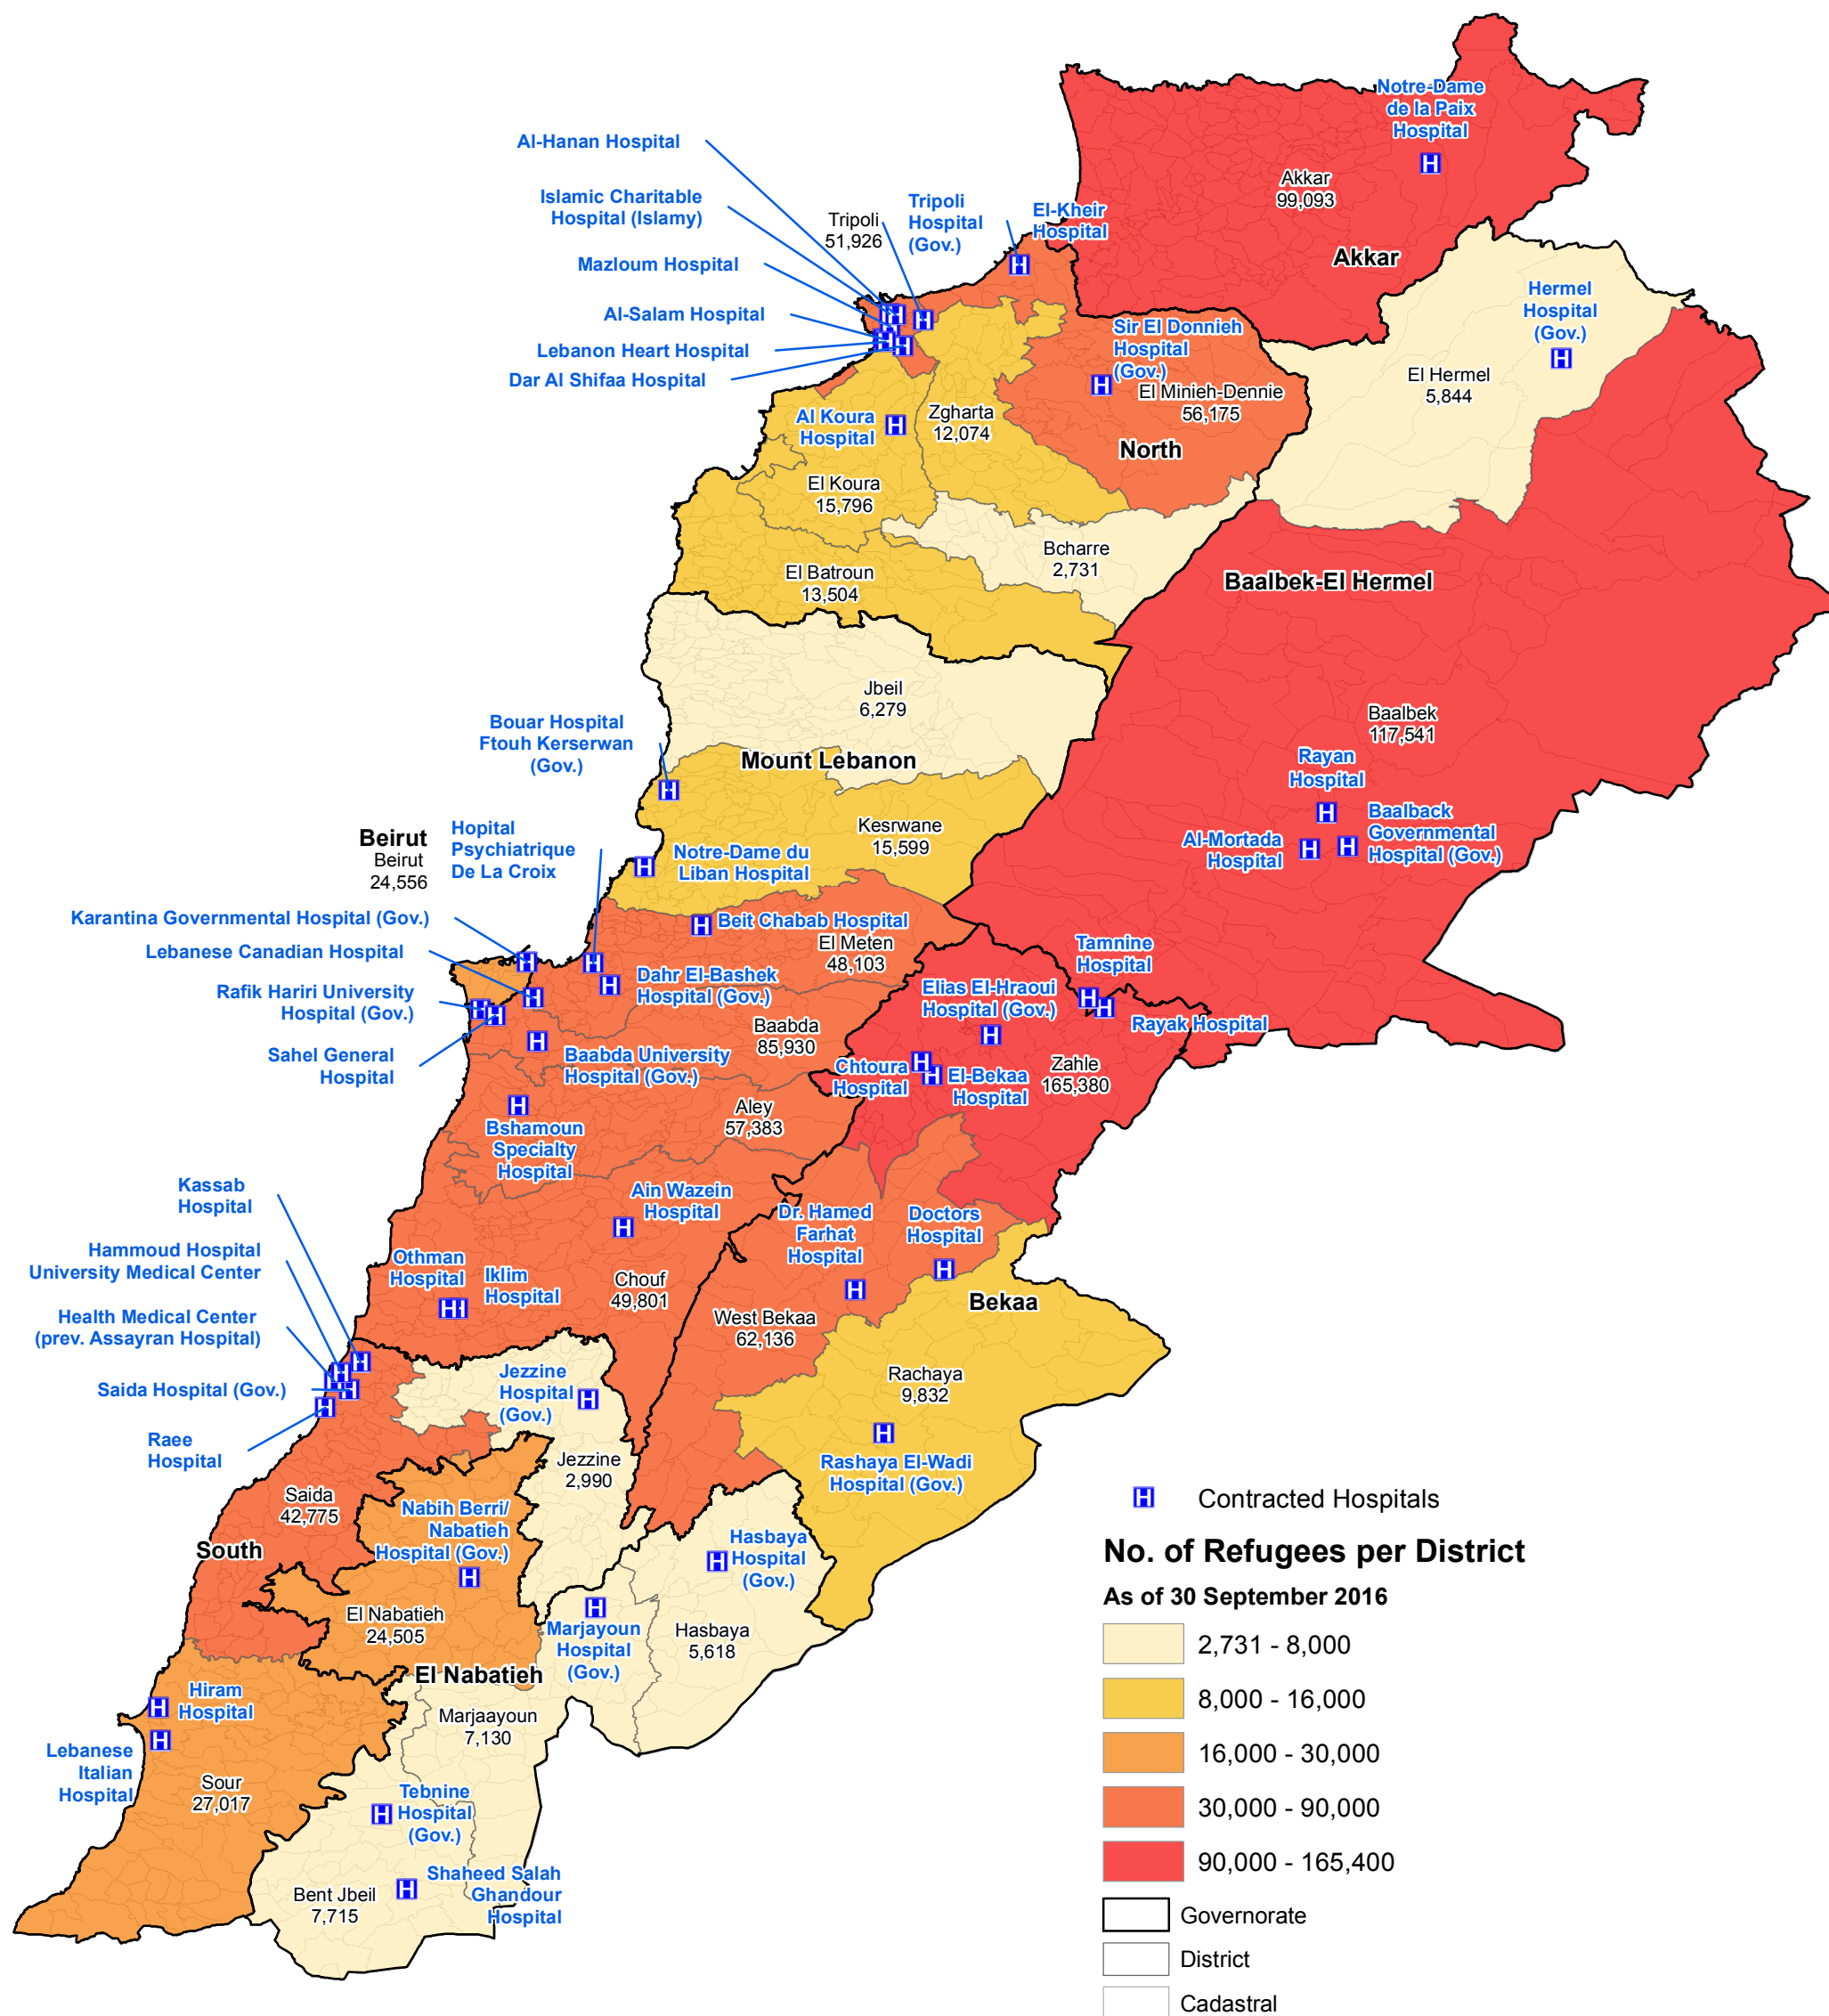 Notre-Dame
de la Paix
Hospital
Akkar
99,093
Akkar
Al-Hanan Hospital
Islamic Charitable
Hospital (Islamy)
Tripoli
51,926
Tripoli
Hospital
(Gov.)
El-Kheir
Hospital
Mazloum Hospital
Al-Salam Hospital
Lebanon Heart Hospital
Dar Al Shifaa Hospital
Hermel
Hospital
(Gov.)
El Hermel
5,844
Sir El Donnieh
Hospital
(Gov.)
El Minieh-Dennie
56,175
North
Al Koura
Hospital
Zgharta
12,074
El Koura
15,796
Bcharre
2,731
El Batroun
13,504
Baalbek-El Hermel
Jbeil
6,279
Baalbek
117,541
Bouar Hospital
Ftouh Kerserwan
(Gov.)
Mount Lebanon
Rayan
Hospital
Al-Mortada
Hospital
Baalback
Governmental
Hospital (Gov.)
Kesrwane
15,599
Beirut
Beirut
24,556
Hopital
Psychiatrique
De La Croix
Notre-Dame du
Liban Hospital
Karantina Governmental Hospital (Gov.)
Beit Chabab Hospital
El Meten
48,103
Lebanese Canadian Hospital
Tamnine
Hospital
Rafik Hariri University
Hospital (Gov.)
Dahr El-Bashek
Hospital (Gov.)
Elias El-Hraoui
Hospital (Gov.)
Rayak Hospital
Baabda
85,930
Sahel General
Hospital
Baabda University
Hospital (Gov.)
Chtoura
Hospital
El-Bekaa
Hospital
Zahle
165,380
Aley
57,383
Bshamoun
Specialty
Hospital
Kassab
Hospital
Ain Wazein
Hospital
Dr. Hamed
Farhat
Hospital
Doctors
Hospital
Hammoud Hospital
University Medical Center
Othman
Hospital
Iklim
Hospital
Chouf
49,801
West Bekaa
62,136
Bekaa
Health Medical Center
(prev. Assayran Hospital)
Saida Hospital (Gov.)
Jezzine
Hospital
(Gov.)
Rachaya
9,832
Raee
Hospital
Jezzine
2,990
Rashaya El-Wadi
Hospital (Gov.)
Saida
42,775
South
Nabih Berri/
Nabatieh
Hospital (Gov.)
Hasbaya
Hospital
(Gov.)
El Nabatieh
24,505
Marjayoun
Hospital
(Gov.)
Hasbaya
5,618
El Nabatieh
Hiram
Hospital
Marjaayoun
7,130
Lebanese
Italian
Hospital
Sour
27,017
Tebnine
Hospital
(Gov.)
Shaheed Salah
Ghandour
Hospital
Bent Jbeil
7,715
H Contracted Hospitals
No. of Refugees per District
As of 30 September 2016
2,731 - 8,000
8,000 - 16,000
16,000 - 30,000
30,000 - 90,000
90,000 - 165,400
Governorate
District
Cadastral